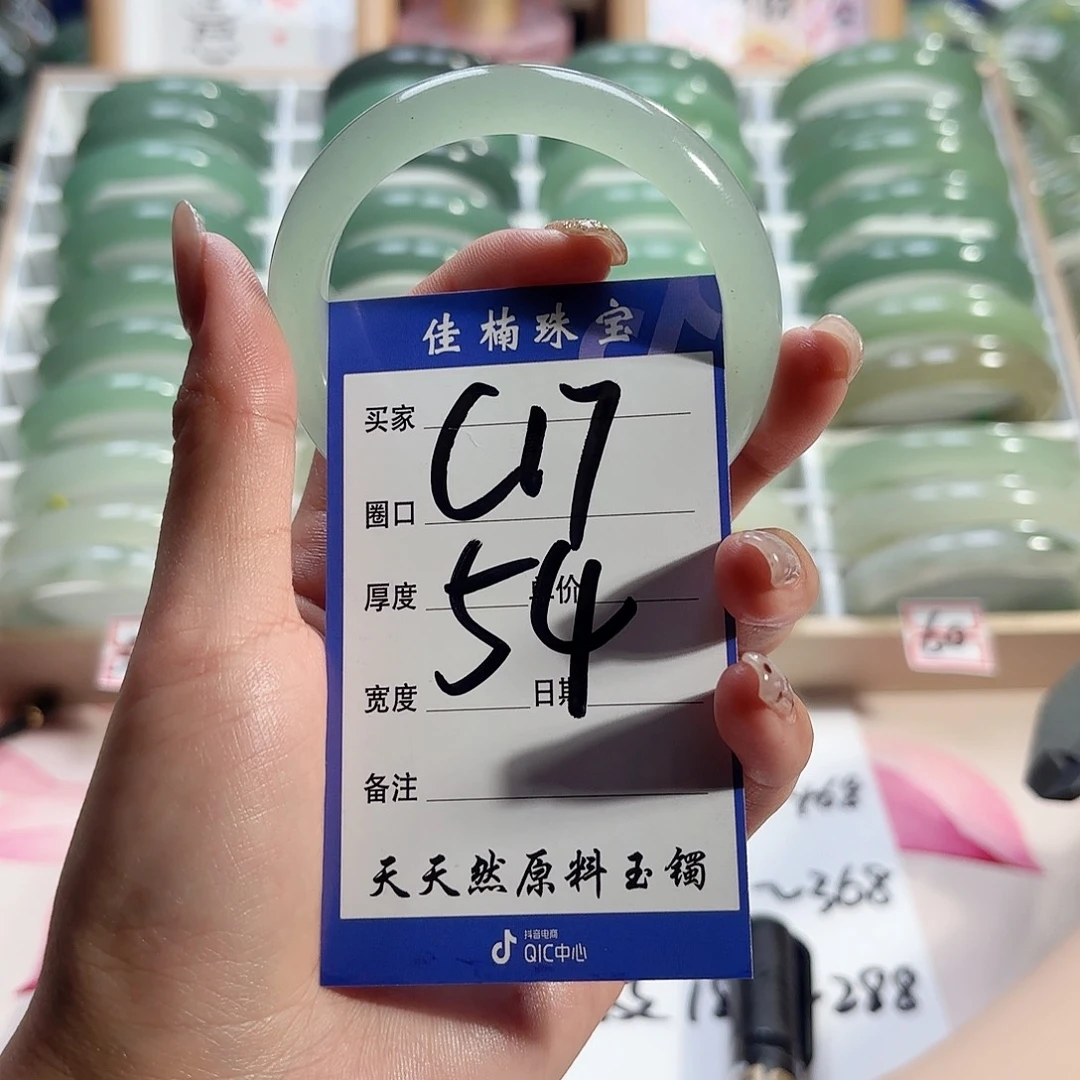 佳楠珠宝
买家
C17
圈口
厚度 单价
54
宽度 日期
备注
天天然原料玉镯
抖音电商
QIC中心
60
168
~368
288